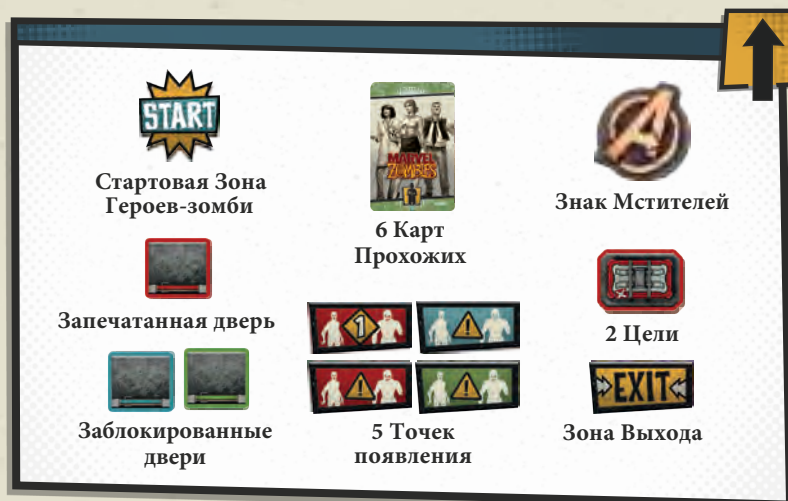 START
Стартовая Зона
Героев-зомби
MARVEL
ZOMBIES
6 Карт
Прохожих
Знак Мстителей
Запечатанная дверь
1
2 Цели
EXIT
Заблокированные
двери
5 Точек
появления
Зона Выхода